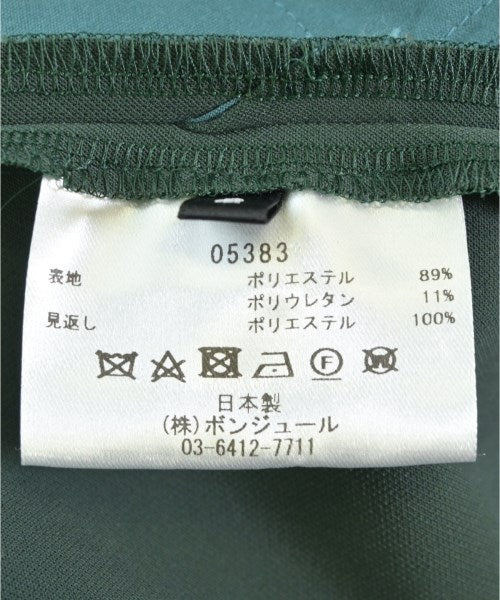 05383
表地 ポリエステル 89%
ポリウレタン 11%
見返し ポリエステル 100%
F W
日本製
(株)ボンジュール
03-6412-7711